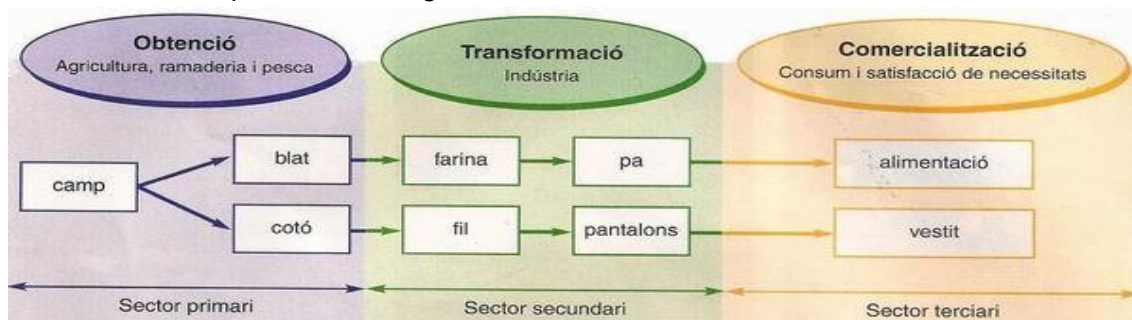 Obtenció
Agricultura, ramaderia i pesca
Transformació
Indústria
Comercialització
Consum i satisfacció de necessitats
camp
blat
farina
pa
alimentació
cotó
fil
pantalons
vestit
Sector primari
Sector secundari
Sector terciari